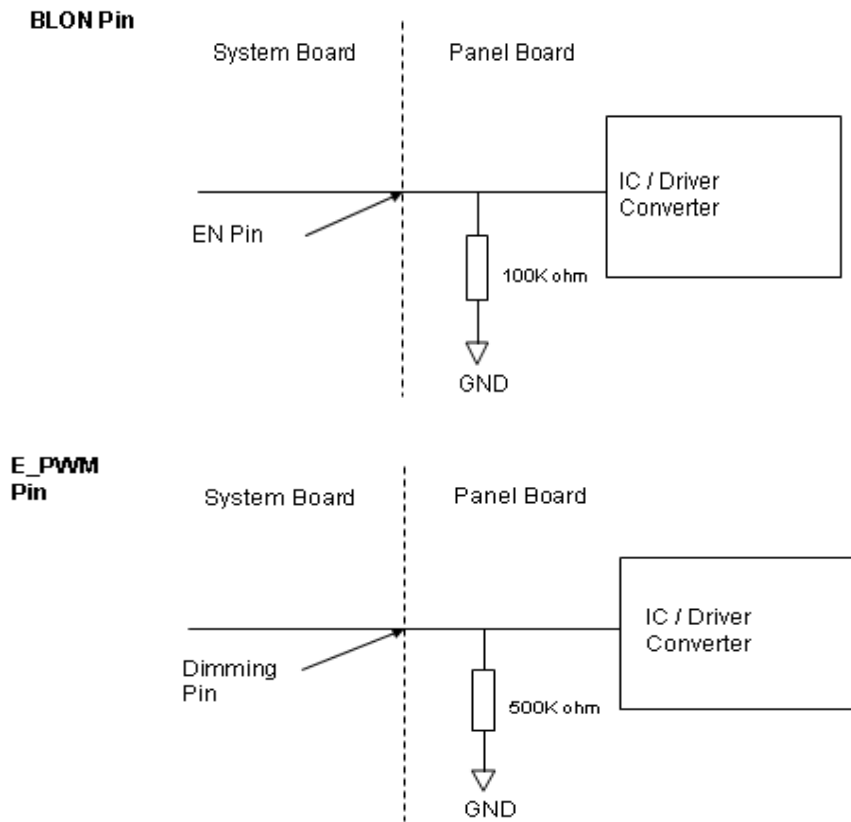 BLON Pin
System Board
Panel Board
IC / Driver
Converter
EN Pin
100K ohm
GND
E_PWM
Pin
System Board
Panel Board
IC / Driver
Converter
Dimming
Pin
500K ohm
GND